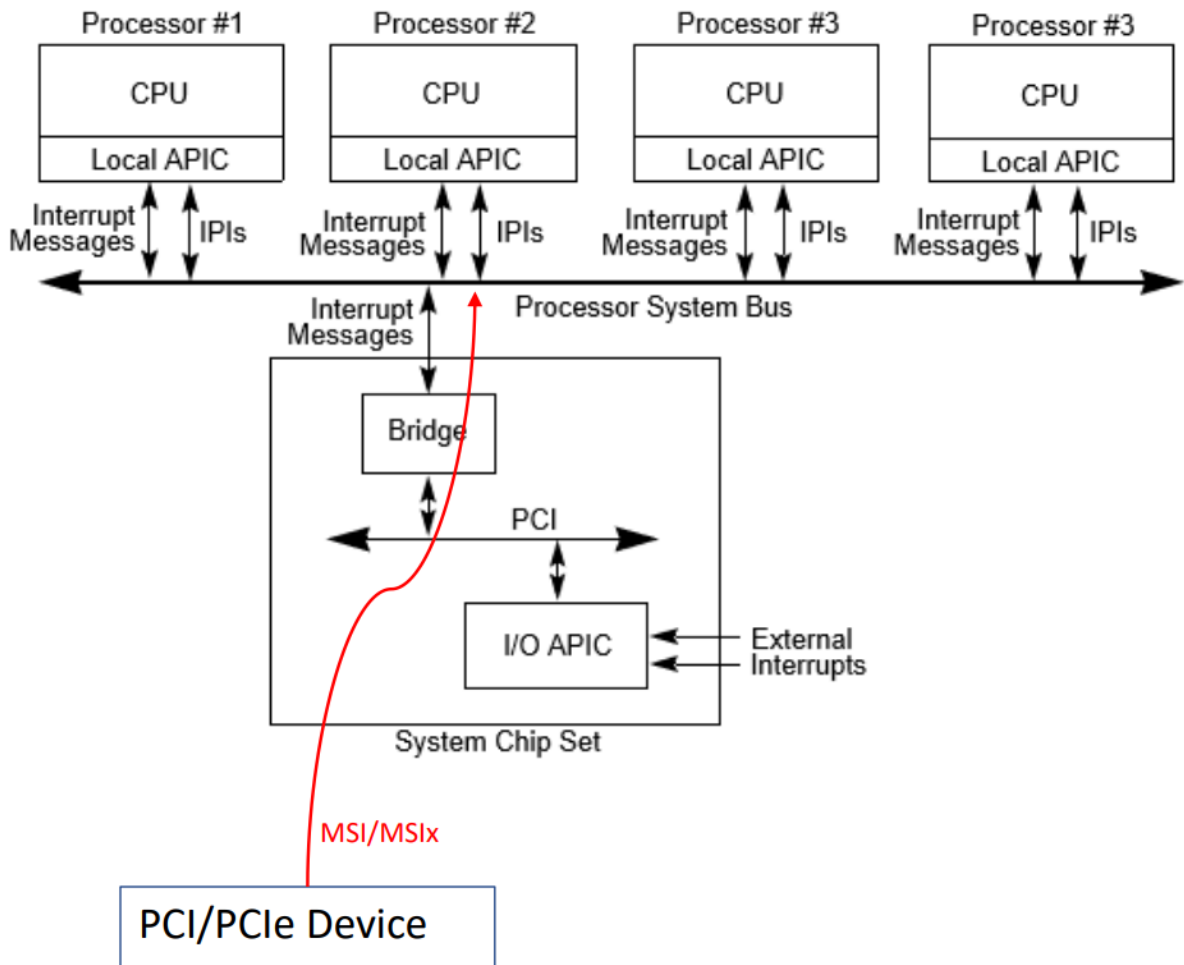 Processor #1
Processor #2
Processor #3
Processor #3
CPU
CPU
CPU
CPU
Local APIC
Local APIC
Local APIC
Local APIC
Interrupt
Messages
IPIs
Interrupt
Messages
IPIs
Interrupt
Messages
IPIs
Interrupt
Messages
IPIs
Interrupt
Messages
Processor System Bus
Bridge
PCI
I/O APIC
External
Interrupts
System Chip Set
MSI/MSIx
PCI/PCIe Device